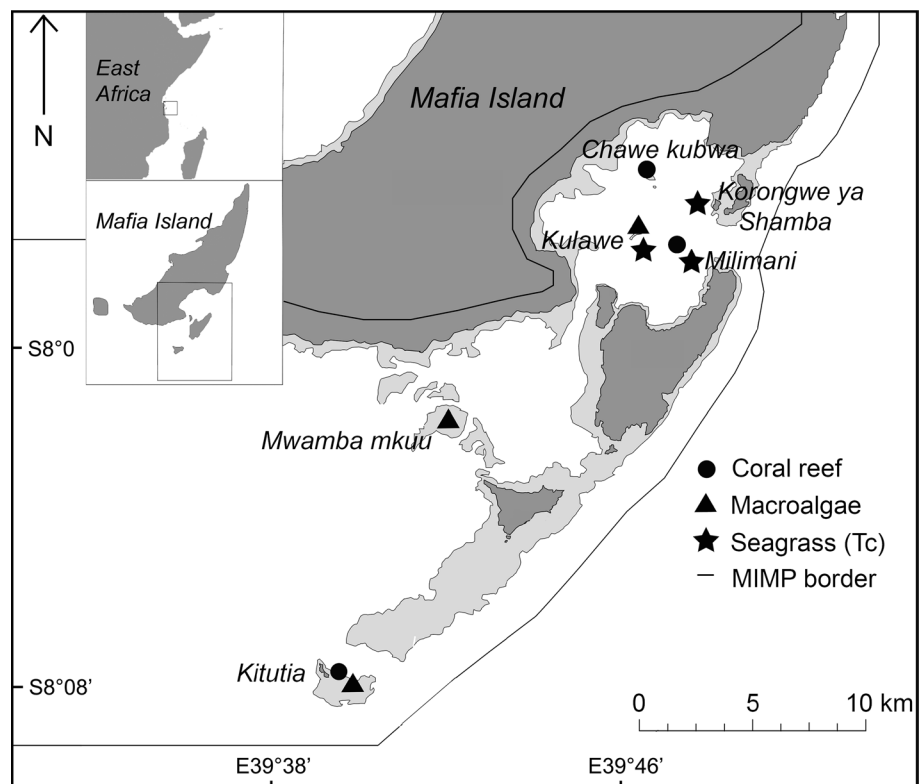 N
East
Africa
Mafia Island
Mafia Island
Chawe kubwa
Korongwe ya
Shamba
Kulawe
Milimani
S8°0
Mwamba mkuu
Coral reef
Macroalgae
Seagrass (Tc)
MIMP border
Kitutia
S8°08’
0 5 10 km
E39°38’ E39°46’